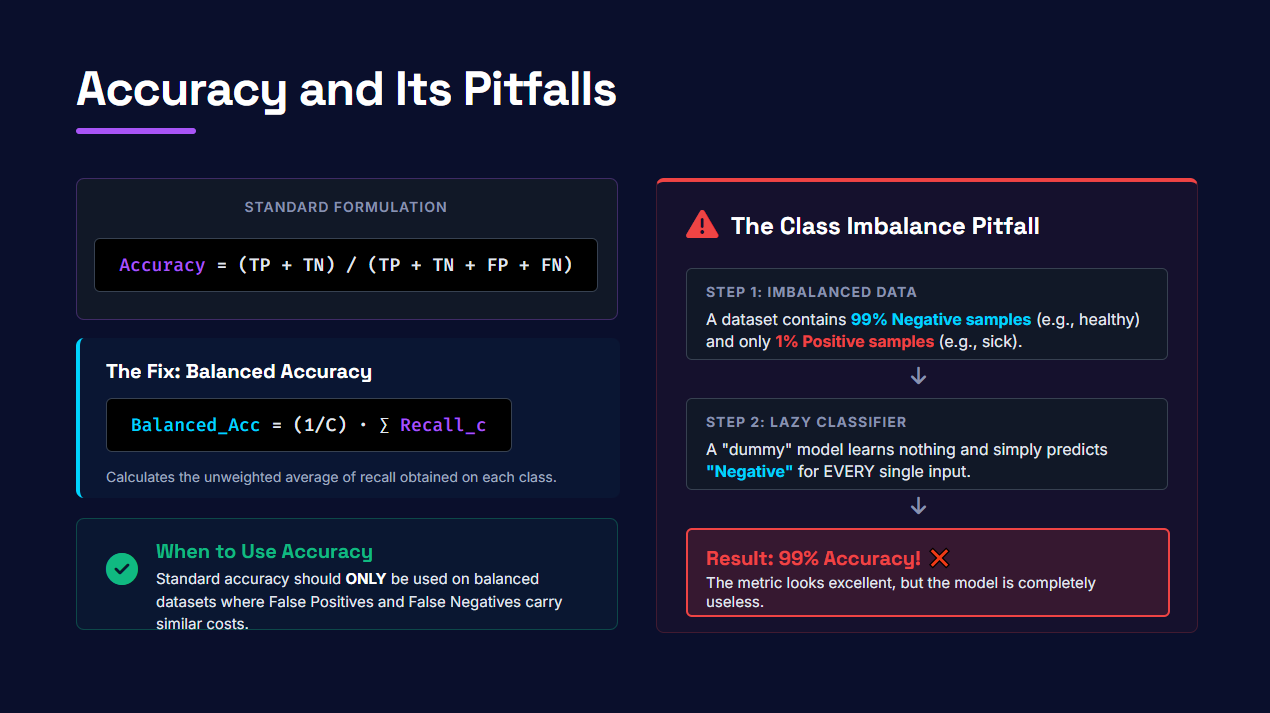 Accuracy and Its Pitfalls
STANDARD FORMULATION
Accuracy = (TP + TN) / (TP + TN + FP + FN)
The Fix: Balanced Accuracy
Balanced_Acc = (1/C) · ∑ Recall_c
Calculates the unweighted average of recall obtained on each class.
When to Use Accuracy
Standard accuracy should ONLY be used on balanced
datasets where False Positives and False Negatives carry
similar costs.
The Class Imbalance Pitfall
STEP 1: IMBALANCED DATA
A dataset contains 99% Negative samples (e.g., healthy)
and only 1% Positive samples (e.g., sick).
STEP 2: LAZY CLASSIFIER
A "dummy" model learns nothing and simply predicts
"Negative" for EVERY single input.
Result: 99% Accuracy! ❌
The metric looks excellent, but the model is completely
useless.